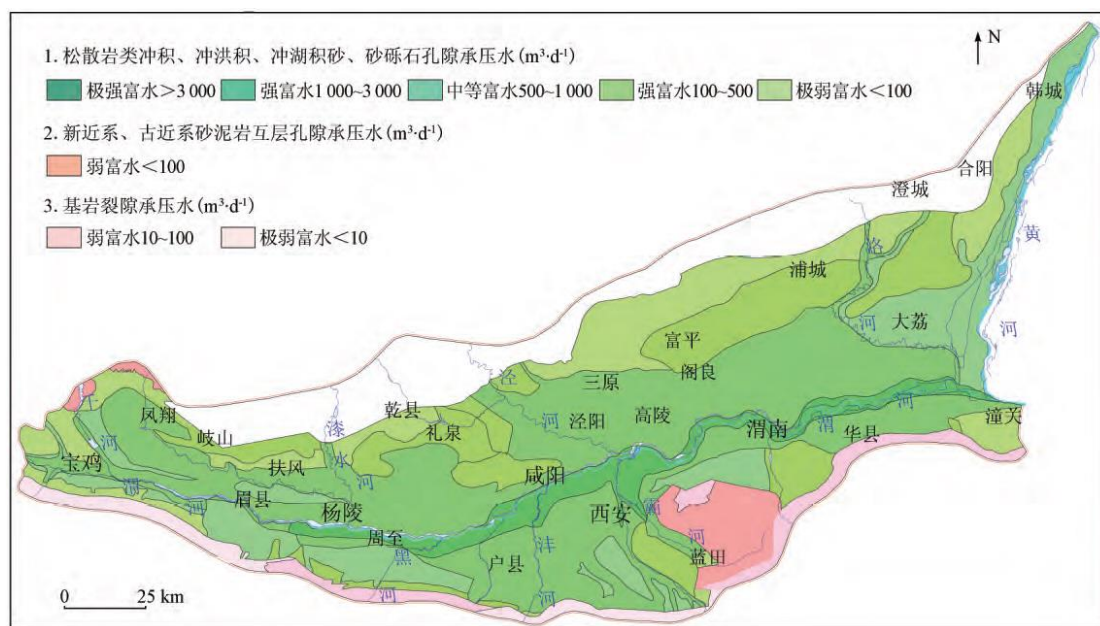 N
1. 松散岩类冲积、冲洪积、冲湖积砂、砂砾石孔隙承压水(m³·d⁻¹)
极强富水>3 000
强富水1 000~3 000
中等富水500~1 000
强富水100~500
极弱富水<100
2. 新近系、古近系砂泥岩互层孔隙承压水(m³·d⁻¹)
弱富水<100
3. 基岩裂隙承压水(m³·d⁻¹)
弱富水10~100
极弱富水<10
韩城
合阳
澄城
黄
河
洛
河
浦城
大荔
富平
阎良
三原
泾
河
泾阳
高陵
乾县
礼泉
漆
水
河
凤翔
岐山
扶风
千
河
宝鸡
渭
河
眉县
杨陵
咸阳
渭南
渭
河
华县
潼关
西安
灞
河
蓝田
周至
黑
河
户县
沣
河
0
25 km